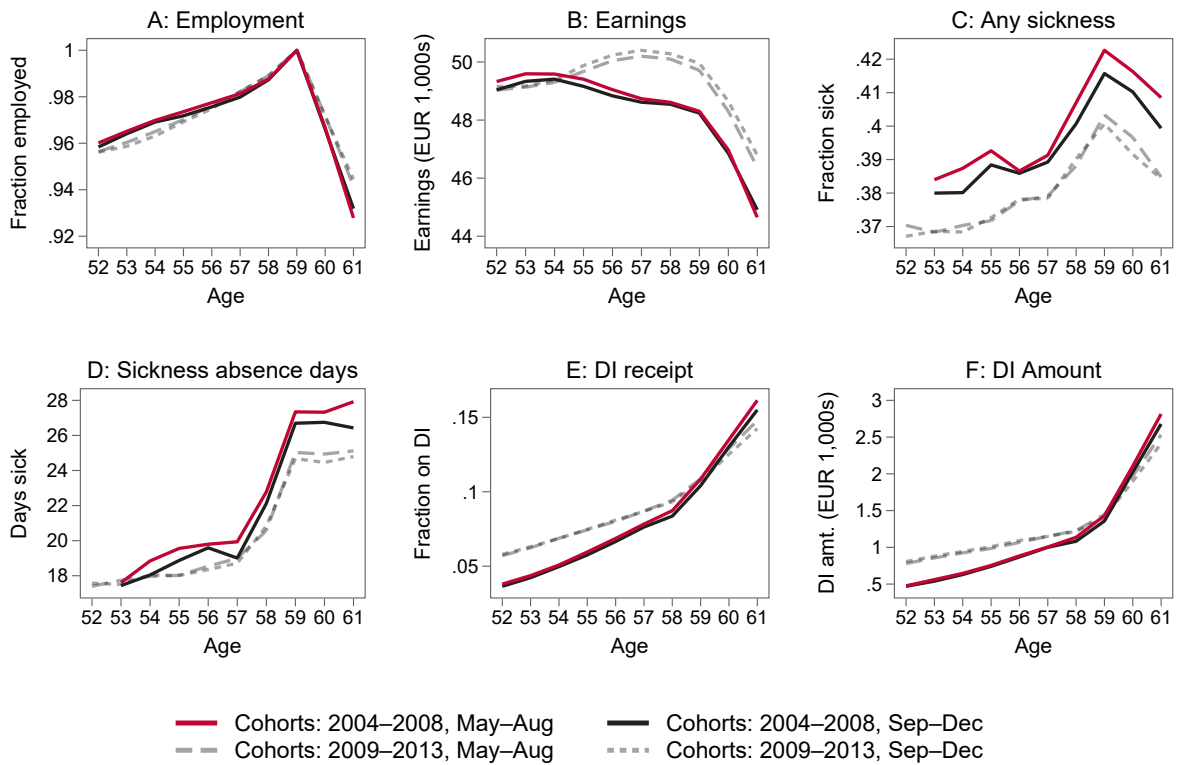 A: Employment
Fraction employed
1
.98
.96
.94
.92
52 53 54 55 56 57 58 59 60 61
Age
B: Earnings
Earnings (EUR 1,000s)
50
48
46
44
52 53 54 55 56 57 58 59 60 61
Age
C: Any sickness
Fraction sick
.42
.41
.4
.39
.38
.37
52 53 54 55 56 57 58 59 60 61
Age
D: Sickness absence days
Days sick
28
26
24
22
20
18
52 53 54 55 56 57 58 59 60 61
Age
E: DI receipt
Fraction on DI
.15
.1
.05
52 53 54 55 56 57 58 59 60 61
Age
F: DI Amount
DI amt. (EUR 1,000s)
3
2.5
2
1.5
1
.5
52 53 54 55 56 57 58 59 60 61
Age
Cohorts: 2004–2008, May–Aug
Cohorts: 2004–2008, Sep–Dec
Cohorts: 2009–2013, May–Aug
Cohorts: 2009–2013, Sep–Dec